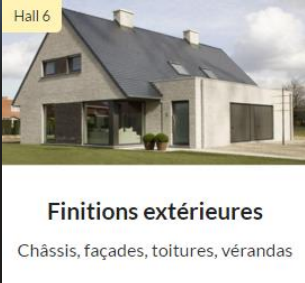 Hall 6
Finitions extérieures
Châssis, façades, toitures, vérandas